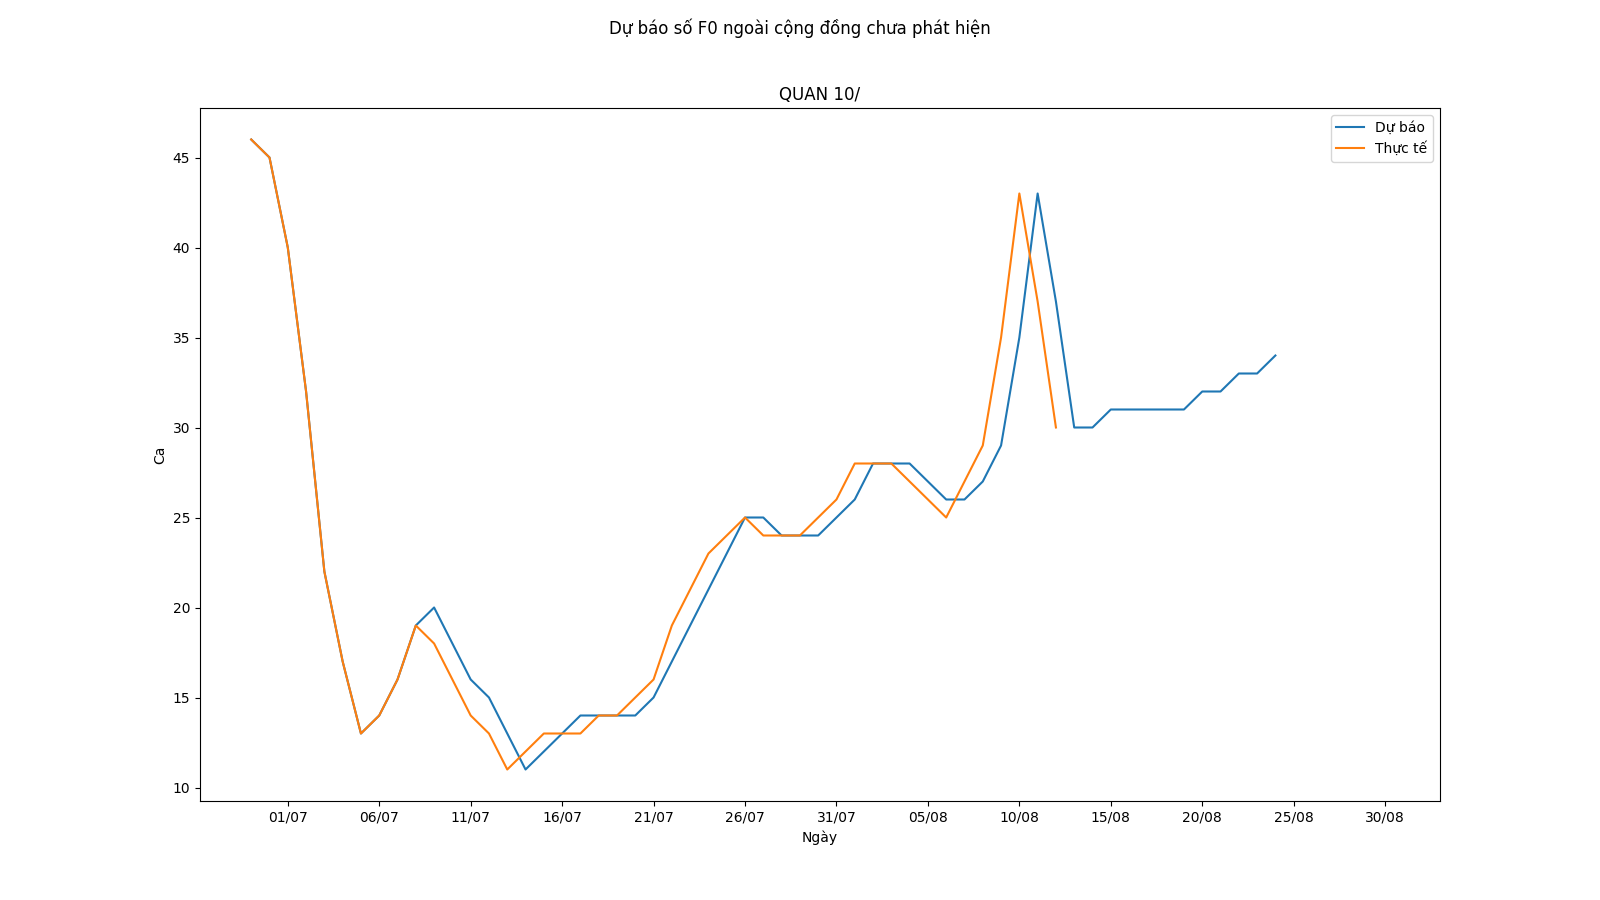 Dự báo số F0 ngoài cộng đồng chưa phát hiện
QUAN 10/
Dự báo
Thực tế
45
40
35
30
25
20
15
10
Ca
01/07 06/07 11/07 16/07 21/07 26/07 31/07 05/08 10/08 15/08 20/08 25/08 30/08
Ngày